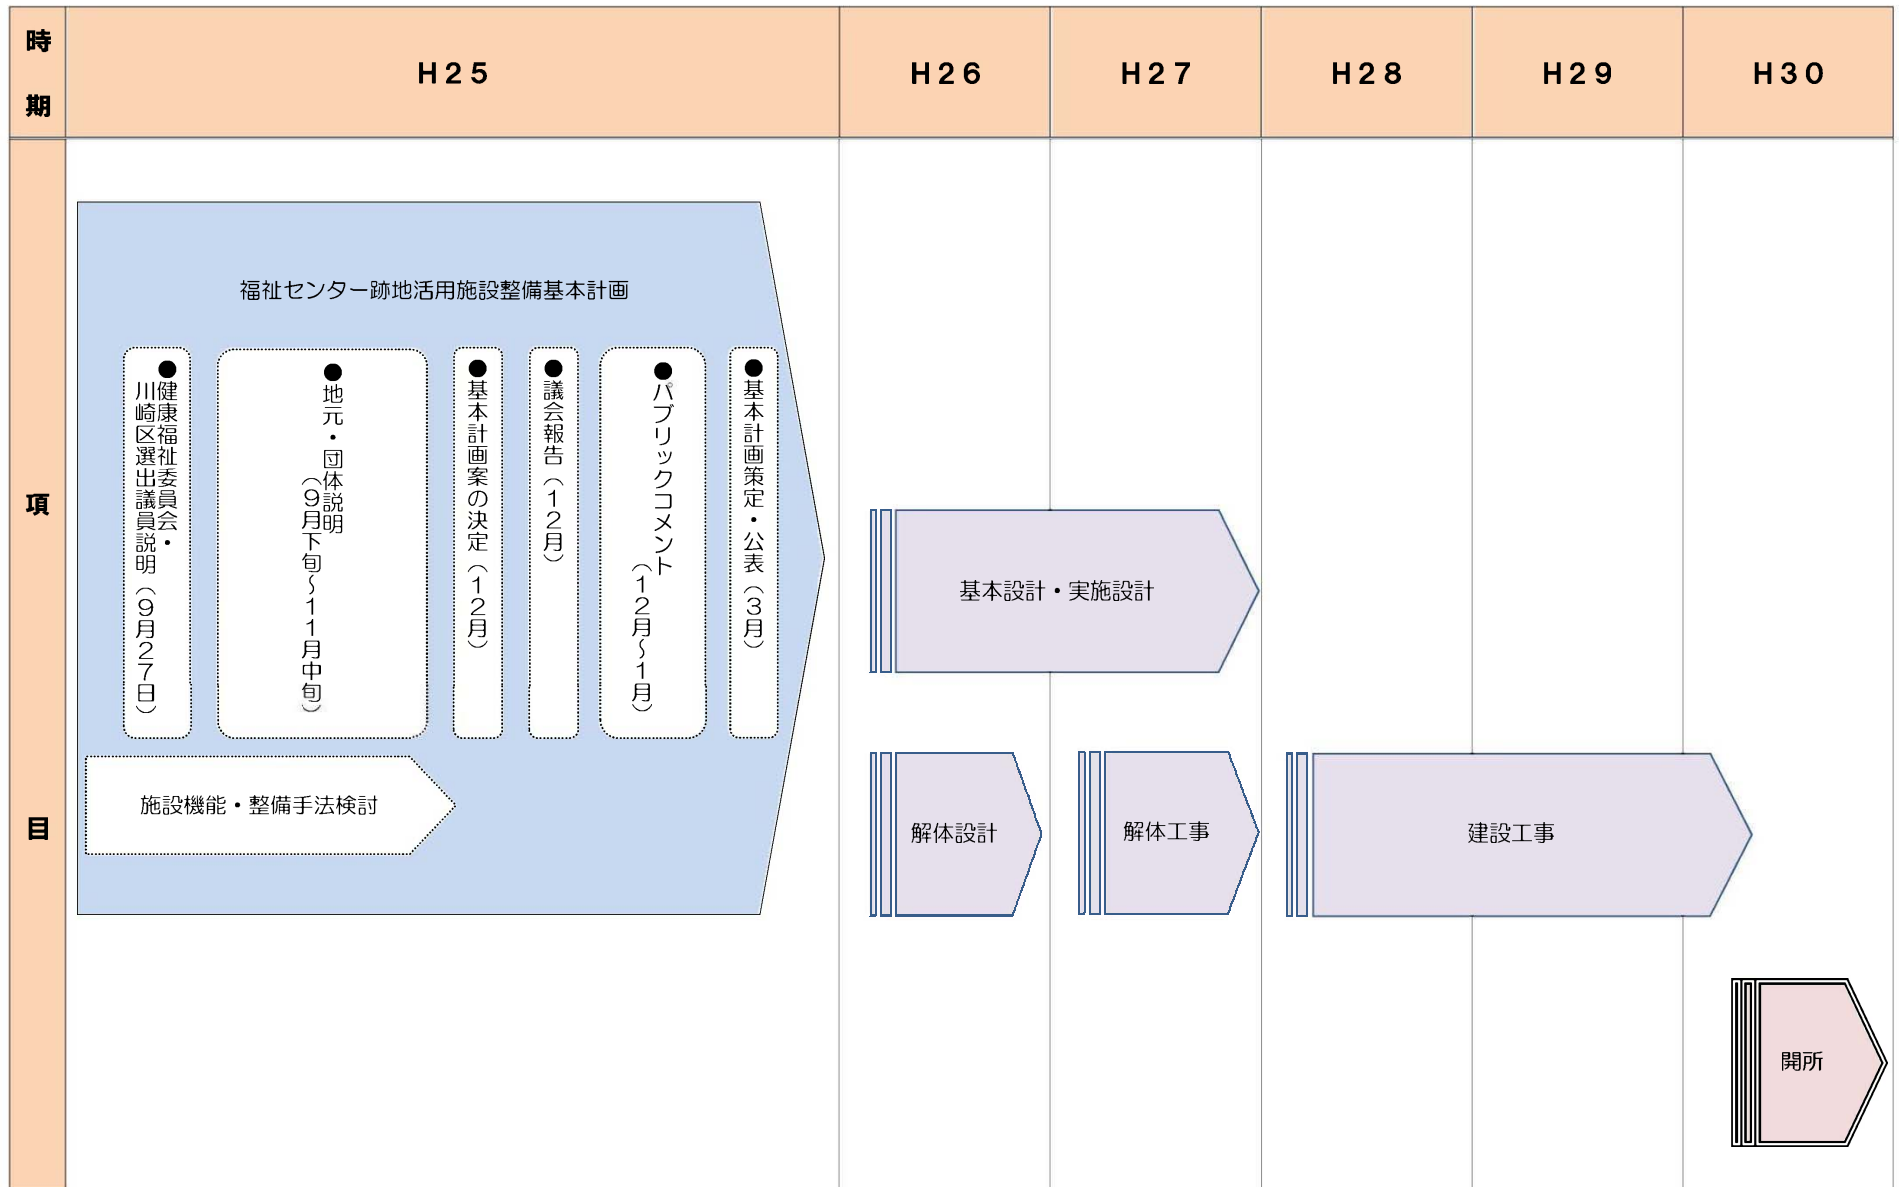 時期
H25
H26
H27
H28
H29
H30
項目
福祉センター跡地活用施設整備基本計画
●健康福祉委員会・
川崎区選出議員説明(9月27日)
●地元・団体説明
(9月下旬~11月中旬)
●基本計画案の決定(12月)
●議会報告(12月)
●パブリックコメント
(12月~1月)
●基本計画策定・公表(3月)
施設機能・整備手法検討
基本設計・実施設計
解体設計
解体工事
建設工事
開所